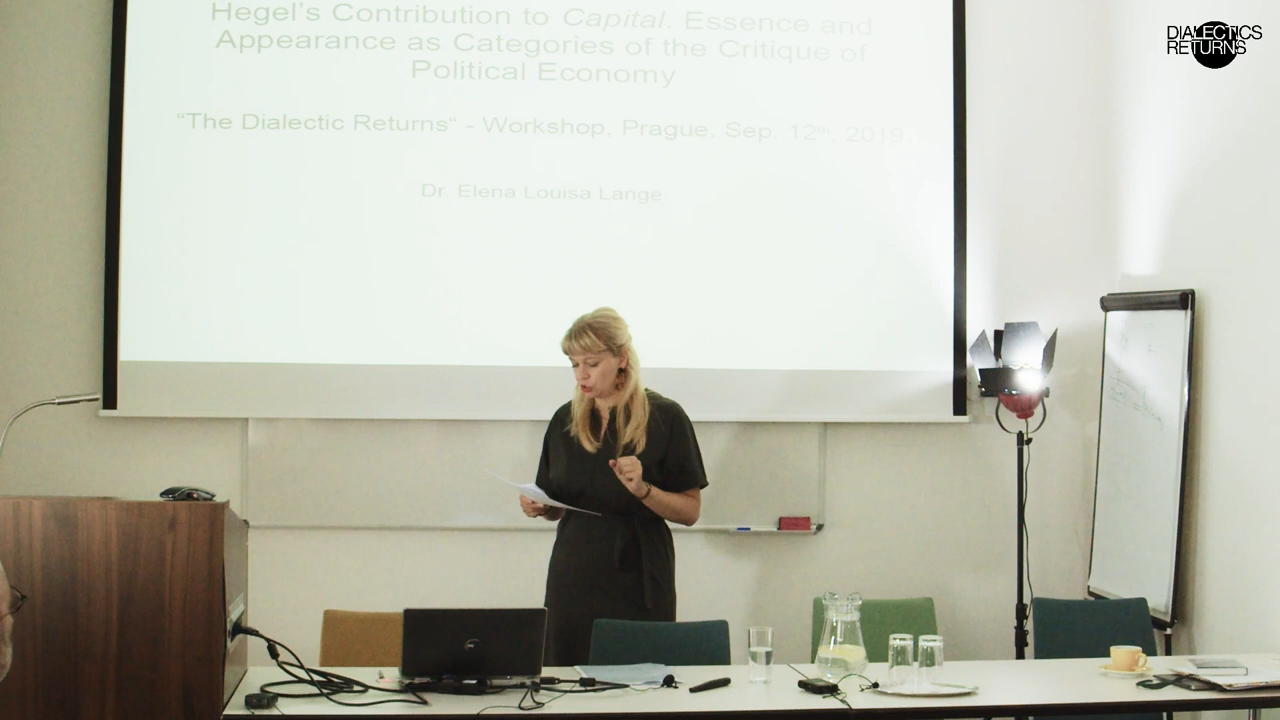 Hegel's Contribution to Capital. Essence and
Appearance as Categories of the Critique of
Political Economy
"The Dialectic Returns“ - Workshop, Prague, Sep. 12th, 2019.
Dr. Elena Louisa Lange
DIALECTICS
RETURNS